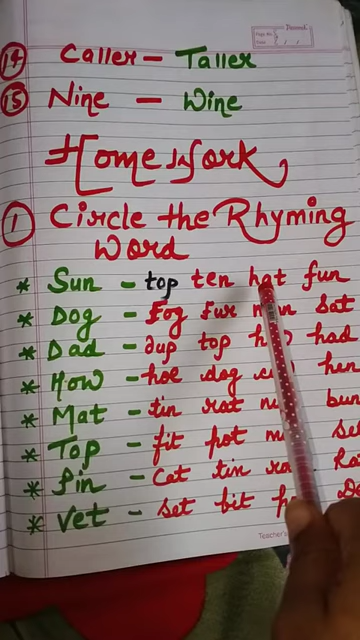 14 Caller - Taller
15 Nine - Wine
Home Work
1 Circle the Rhyming
Word
* Sun - top ten hat fun
* Dog - Fog fur Sat
* Dad - dup top had
* How - hoe dog hen
* Mat - tin rat bun
* Top - fit pot
* Pin - Cat tin
* Vet - Set bit